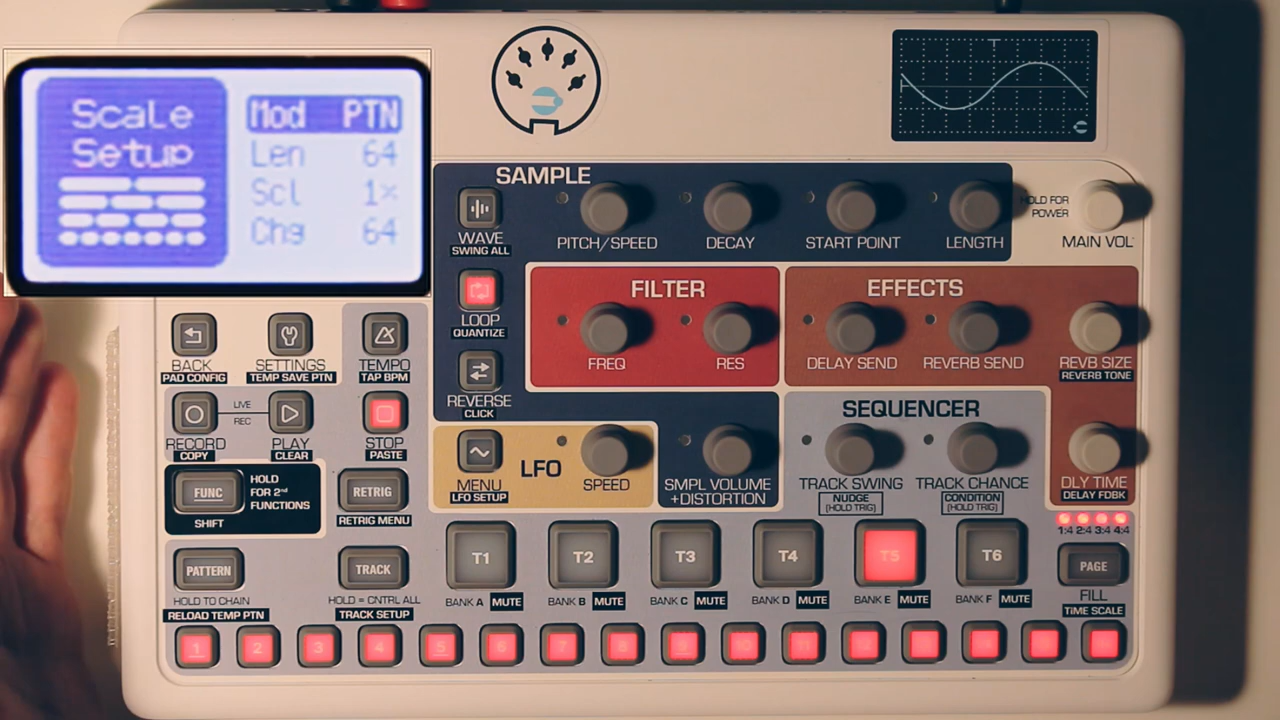 Scale
Setup
Mod PTN
Len 64
Scl 1x
Chg 64
SAMPLE
WAVE
SWING ALL
PITCH/SPEED
DECAY
START POINT
LENGTH
HOLD FOR
POWER
MAIN VOL
LOOP
QUANTIZE
FILTER
FREQ
RES
EFFECTS
DELAY SEND
REVERB SEND
REVB SIZE
REVERB TONE
BACK
PAD CONFIG
SETTINGS
TEMP SAVE PTN
TEMPO
TAP BPM
REVERSE
CLICK
RECORD
COPY
LIVE
REC
PLAY
CLEAR
STOP
PASTE
MENU
LFO SETUP
LFO
SPEED
SMPL VOLUME
+DISTORTION
SEQUENCER
TRACK SWING
NUDGE
(HOLD TRIG)
TRACK CHANCE
CONDITION
(HOLD TRIG)
DLY TIME
DELAY FDBK
FUNC
SHIFT
HOLD
FOR 2nd
FUNCTIONS
RETRIG
RETRIG MENU
1:4 2:4 3:4 4:4
T1
T2
T3
T4
T5
T6
PAGE
FILL
TIME SCALE
BANK A MUTE
BANK B MUTE
BANK C MUTE
BANK D MUTE
BANK E MUTE
BANK F MUTE
PATTERN
HOLD TO CHAIN
RELOAD TEMP PTN
TRACK
HOLD = CNTRL ALL
TRACK SETUP
1 2 3 4 5 6 7 8 9 10 11 12